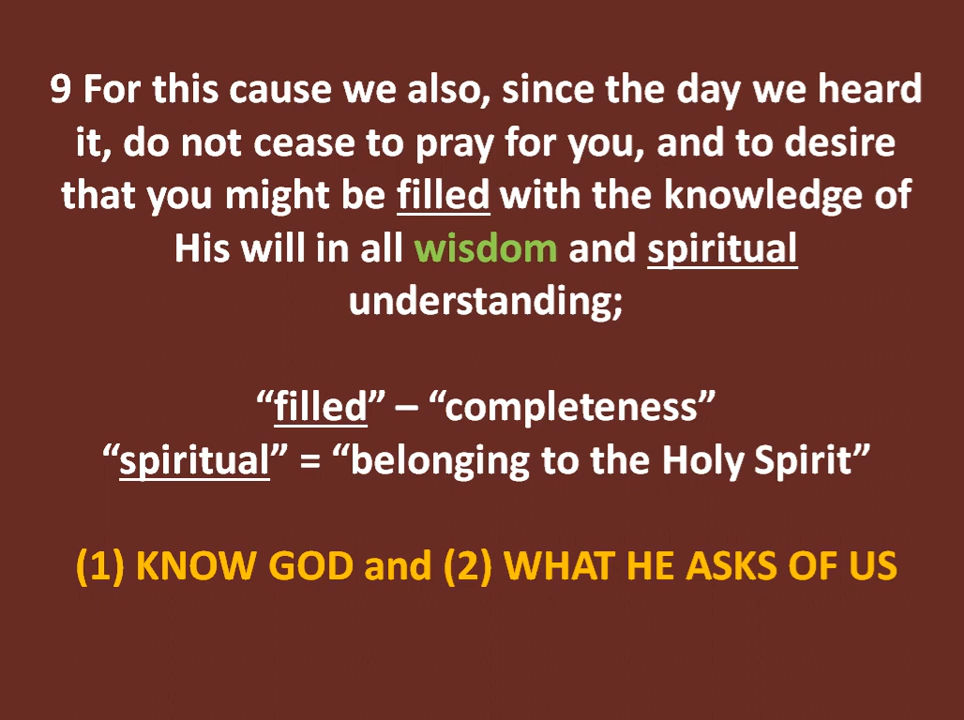 9 For this cause we also, since the day we heard
it, do not cease to pray for you, and to desire
that you might be filled with the knowledge of
His will in all wisdom and spiritual
understanding;
“filled” – “completeness”
“spiritual” = “belonging to the Holy Spirit”
(1) KNOW GOD and (2) WHAT HE ASKS OF US